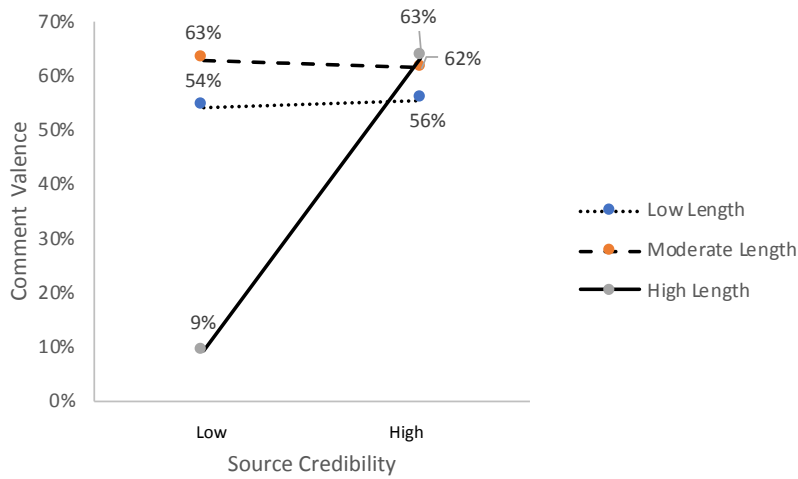 70%
60%
50%
40%
30%
20%
10%
0%
Comment Valence
63%
54%
9%
63%
62%
56%
Low
High
Source Credibility
Low Length
Moderate Length
High Length